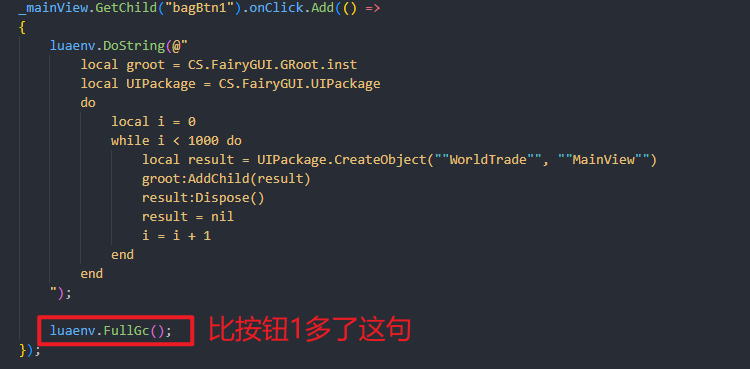 _mainView.GetChild("bagBtn1").onClick.Add(() =>
{
    luaenv.DoString(@"
        local groot = CS.FairyGUI.GRoot.inst
        local UIPackage = CS.FairyGUI.UIPackage
        do
            local i = 0
            while i < 1000 do
                local result = UIPackage.CreateObject(""WorldTrade"", ""MainView"")
                groot:AddChild(result)
                result:Dispose()
                result = nil
                i = i + 1
            end
        end
    ");
    luaenv.FullGc(); 比按钮1多了这句
});